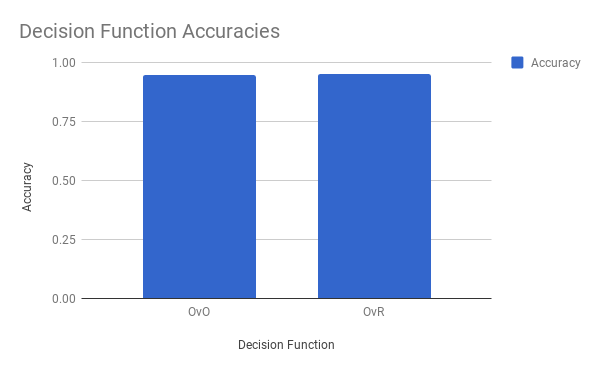 Decision Function Accuracies
Accuracy
1.00
0.75
0.50
0.25
0.00
Accuracy
OvO
OvR
Decision Function